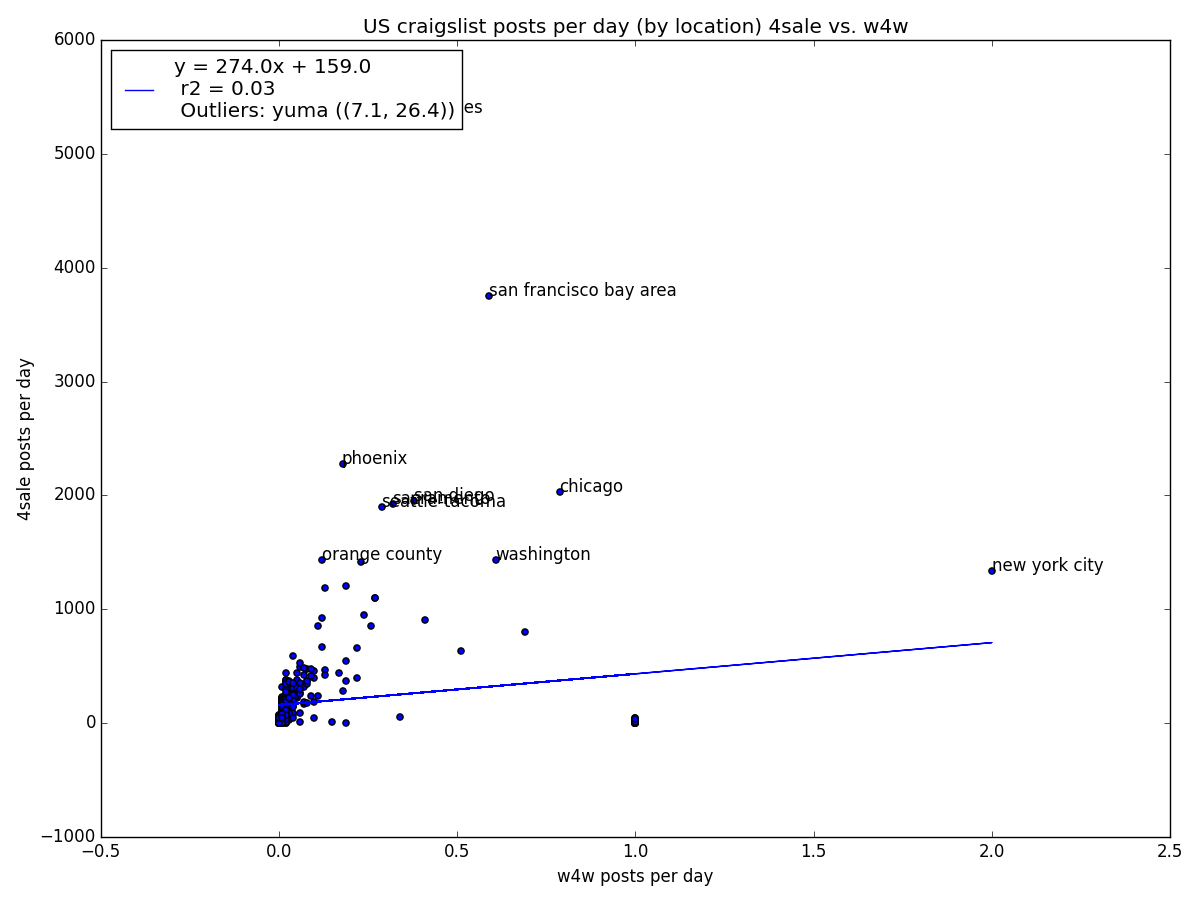 US craigslist posts per day (by location) 4sale vs. w4w
6000
y = 274.0x + 159.0
r2 = 0.03
Outliers: yuma ((7.1, 26.4))
es
5000
4000
san francisco bay area
3000
phoenix
chicago
2000
san diego
sacramento
seattle-tacoma
orange county
washington
new york city
1000
0
−1000
−0.5
0.0
0.5
1.0
1.5
2.0
2.5
4sale posts per day
w4w posts per day